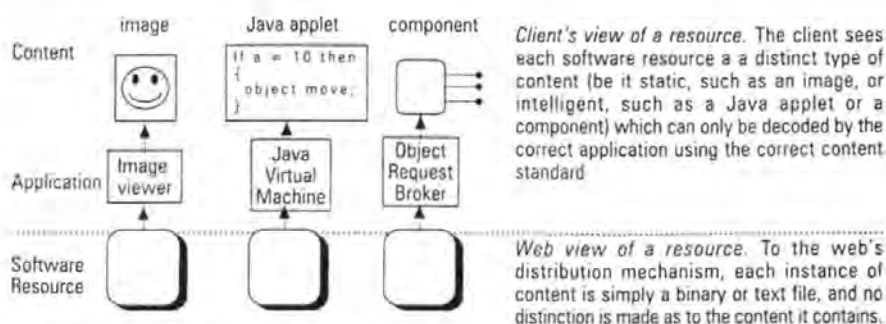 image
Java applet
component
Content
If a = 10 then
{
object move;
}
Application
Image
viewer
Java
Virtual
Machine
Object
Request
Broker
Software
Resource
Client's view of a resource. The client sees
each software resource a a distinct type of
content (be it static, such as an image, or
intelligent, such as a Java applet or a
component) which can only be decoded by the
correct application using the correct content
standard
Web view of a resource. To the web's
distribution mechanism, each instance of
content is simply a binary or text file, and no
distinction is made as to the content it contains.